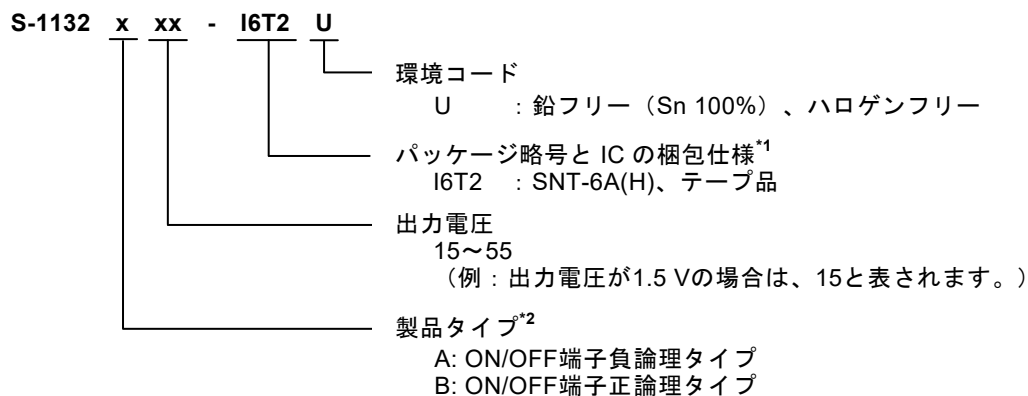 S-1132 x xx - I6T2 U
環境コード
U ：鉛フリー（Sn 100%）、ハロゲンフリー
パッケージ略号と IC の梱包仕様*1
I6T2 ：SNT-6A(H)、テープ品
出力電圧
15～55
（例：出力電圧が1.5 Vの場合は、15と表されます。）
製品タイプ*2
A: ON/OFF端子負論理タイプ
B: ON/OFF端子正論理タイプ